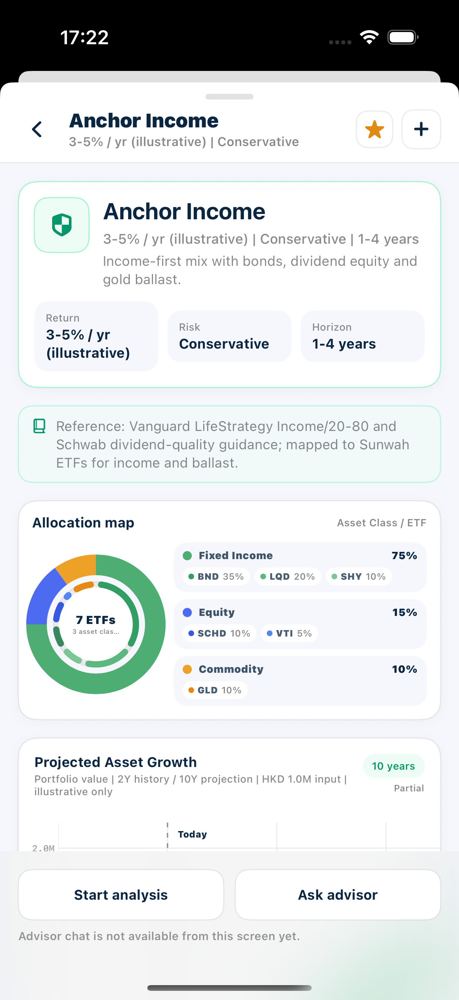 17:22
Anchor Income
3-5% / yr (illustrative) | Conservative
Anchor Income
3-5% / yr (illustrative) | Conservative | 1-4 years
Income-first mix with bonds, dividend equity and
gold ballast.
Return
3-5% / yr
(illustrative)
Risk
Conservative
Horizon
1-4 years
Reference: Vanguard LifeStrategy Income/20-80 and
Schwab dividend-quality guidance; mapped to Sunwah
ETFs for income and ballast.
Allocation map
Asset Class / ETF
7 ETFs
3 asset clas...
Fixed Income 75%
BND 35% LQD 20% SHY 10%
Equity 15%
SCHD 10% VTI 5%
Commodity 10%
GLD 10%
Projected Asset Growth
Portfolio value | 2Y history / 10Y projection | HKD 1.0M input |
illustrative only
10 years
Partial
Today
2.0M
Start analysis
Ask advisor
Advisor chat is not available from this screen yet.